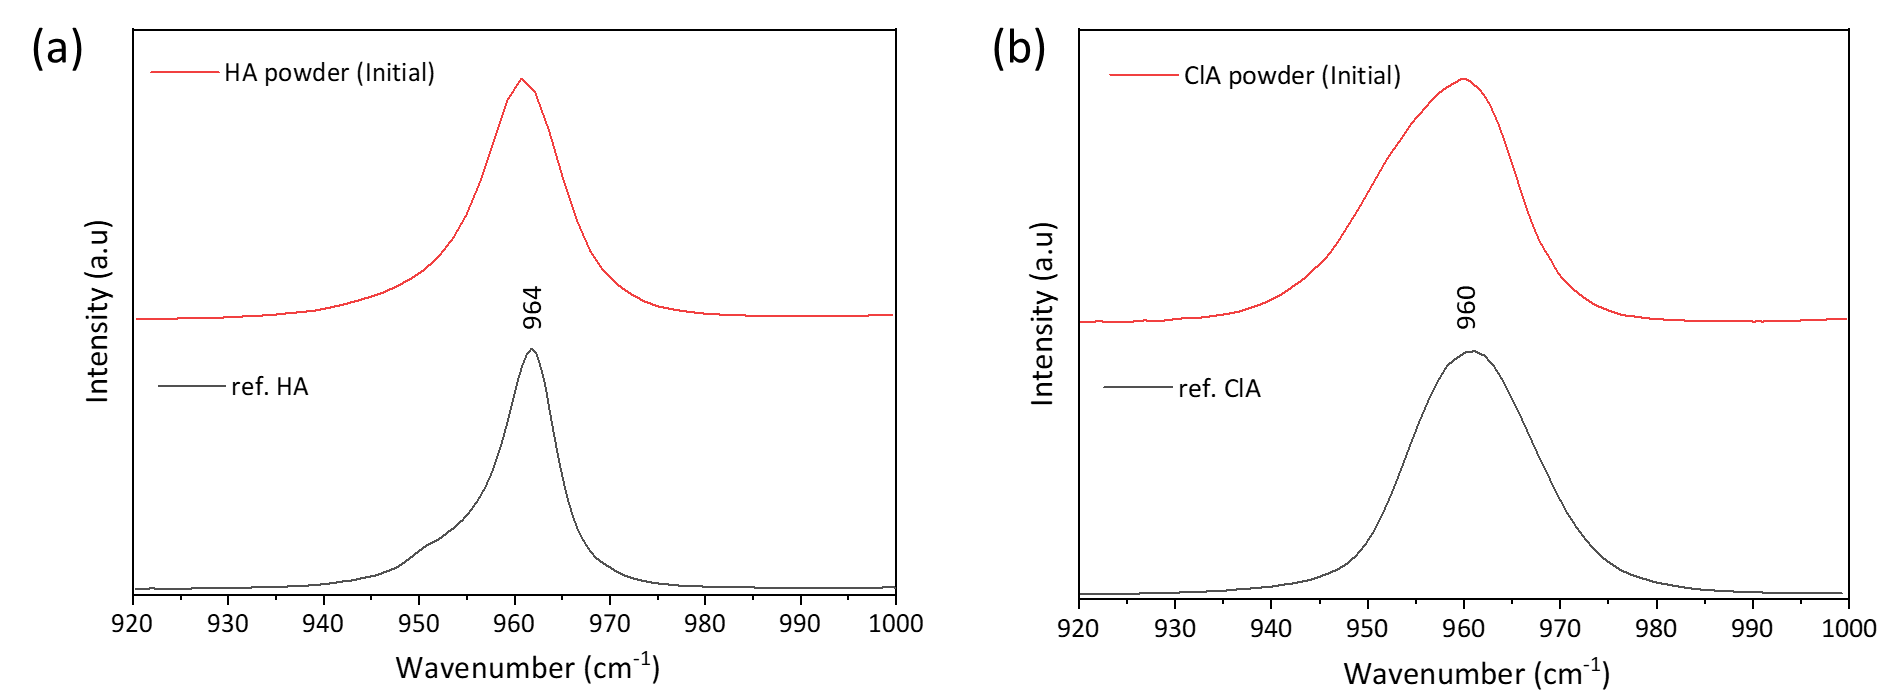 (a)
HA powder (Initial)
964
ref. HA
Intensity (a.u)
920 930 940 950 960 970 980 990 1000
Wavenumber (cm⁻¹)
(b)
ClA powder (Initial)
960
ref. ClA
Intensity (a.u)
920 930 940 950 960 970 980 990 1000
Wavenumber (cm⁻¹)